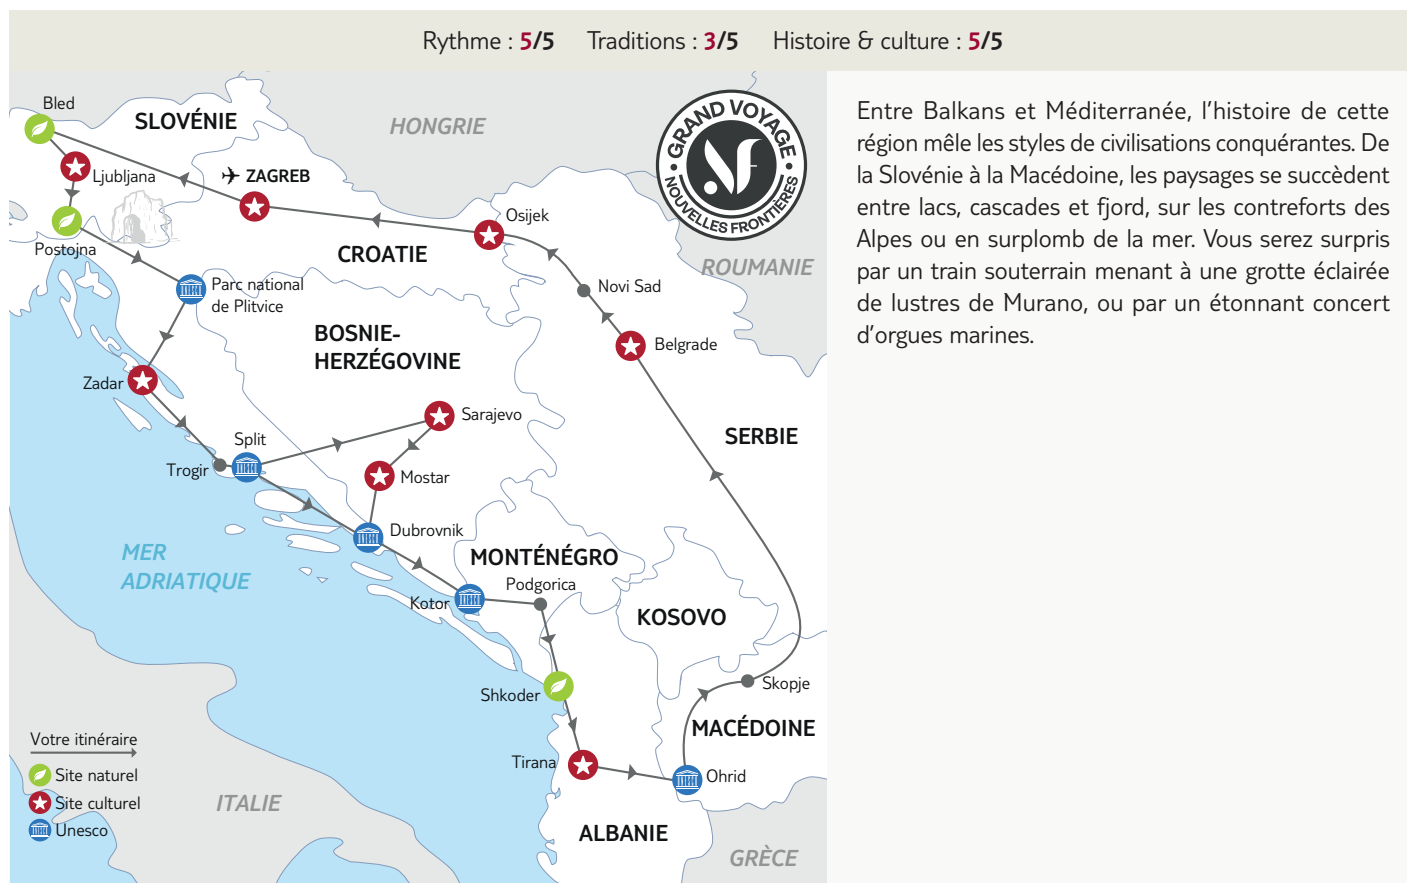 Rythme : 5/5 Traditions : 3/5 Histoire & culture : 5/5
Bled
SLOVÉNIE
HONGRIE
GRAND VOYAGE
NOUVELLES FRONTIÈRES
NF
Ljubljana
ZAGREB
Osijek
Postojna
CROATIE
ROUMANIE
Parc national
de Plitvice
Novi Sad
BOSNIE-
HERZÉGOVINE
Belgrade
Zadar
Sarajevo
SERBIE
Split
Trogir
Mostar
Dubrovnik
MER
ADRIATIQUE
MONTÉNÉGRO
Podgorica
Kotor
KOSOVO
Shkoder
Skopje
MACÉDOINE
Votre itinéraire
Tirana
Ohrid
Site naturel
Site culturel
Unesco
ITALIE
ALBANIE
GRÈCE
Entre Balkans et Méditerranée, l'histoire de cette
région mêle les styles de civilisations conquérantes. De
la Slovénie à la Macédoine, les paysages se succèdent
entre lacs, cascades et fjord, sur les contreforts des
Alpes ou en surplomb de la mer. Vous serez surpris
par un train souterrain menant à une grotte éclairée
de lustres de Murano, ou par un étonnant concert
d'orgues marines.